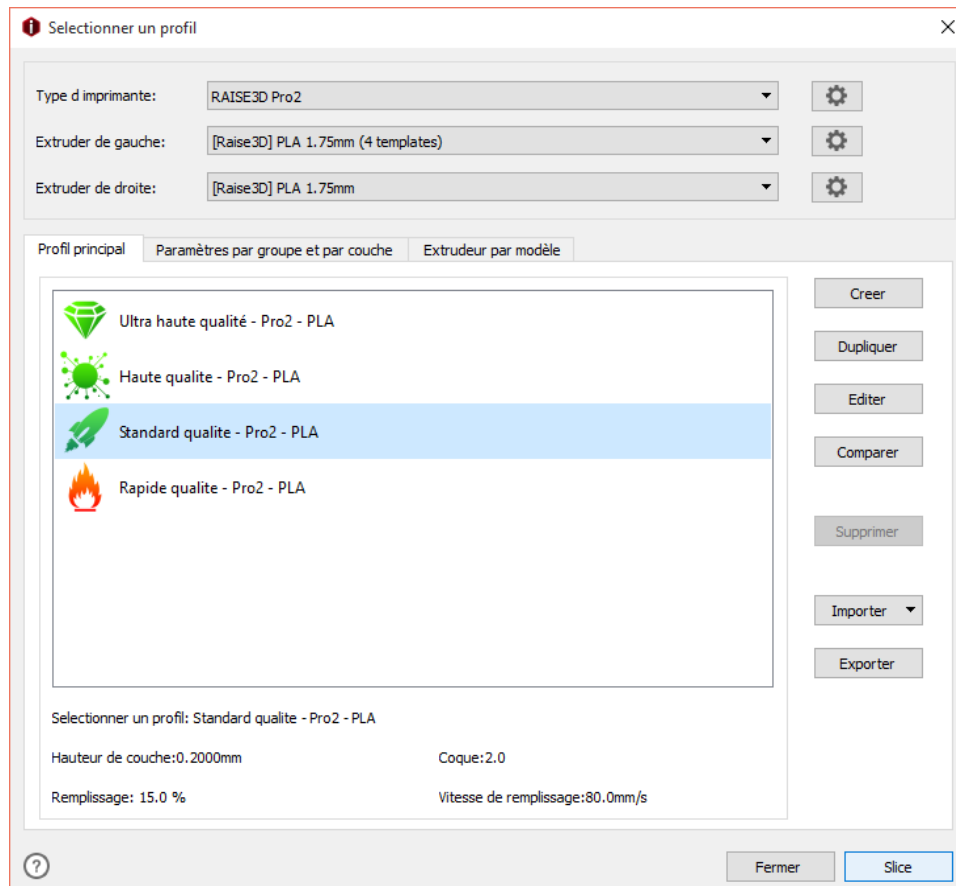 Selectionner un profil
Type d imprimante: RAISE3D Pro2
Extruder de gauche: [Raise3D] PLA 1.75mm (4 templates)
Extruder de droite: [Raise3D] PLA 1.75mm
Profil principal Paramètres par groupe et par couche Extrudeur par modèle
Ultra haute qualité - Pro2 - PLA
Haute qualite - Pro2 - PLA
Standard qualite - Pro2 - PLA
Rapide qualite - Pro2 - PLA
Creer
Dupliquer
Editer
Comparer
Supprimer
Importer
Exporter
Selectionner un profil: Standard qualite - Pro2 - PLA
Hauteur de couche:0.2000mm Coque:2.0
Remplissage: 15.0 % Vitesse de remplissage:80.0mm/s
? Fermer Slice